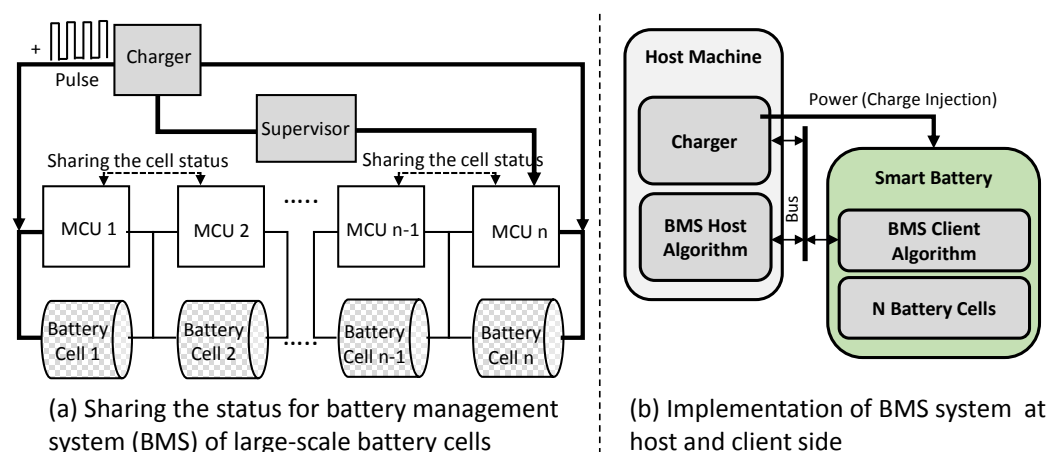 +
Pulse
Charger
Supervisor
Sharing the cell status
Sharing the cell status
MCU 1
MCU 2
.....
MCU n-1
MCU n
Battery
Cell 1
Battery
Cell 2
.....
Battery
Cell n-1
Battery
Cell n
(a) Sharing the status for battery management
system (BMS) of large-scale battery cells
Host Machine
Power (Charge Injection)
Charger
Smart Battery
Bus
BMS Host
Algorithm
BMS Client
Algorithm
N Battery Cells
(b) Implementation of BMS system at
host and client side